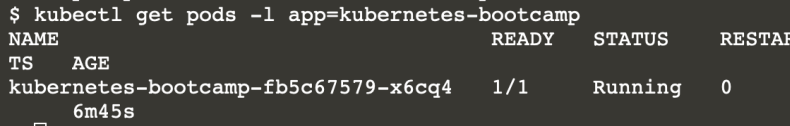 $ kubectl get pods -l app=kubernetes-bootcamp
NAME READY STATUS RESTAR
TS AGE
kubernetes-bootcamp-fb5c67579-x6cq4 1/1 Running 0
6m45s